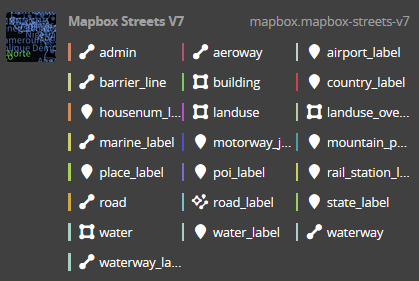 Mapbox Streets V7 mapbox.mapbox-streets-v7
admin aeroway airport_label
barrier_line building country_label
housenum_l... landuse landuse_ove...
marine_label motorway_j... mountain_p...
place_label poi_label rail_station_l...
road road_label state_label
water water_label waterway
waterway_la...
Norte